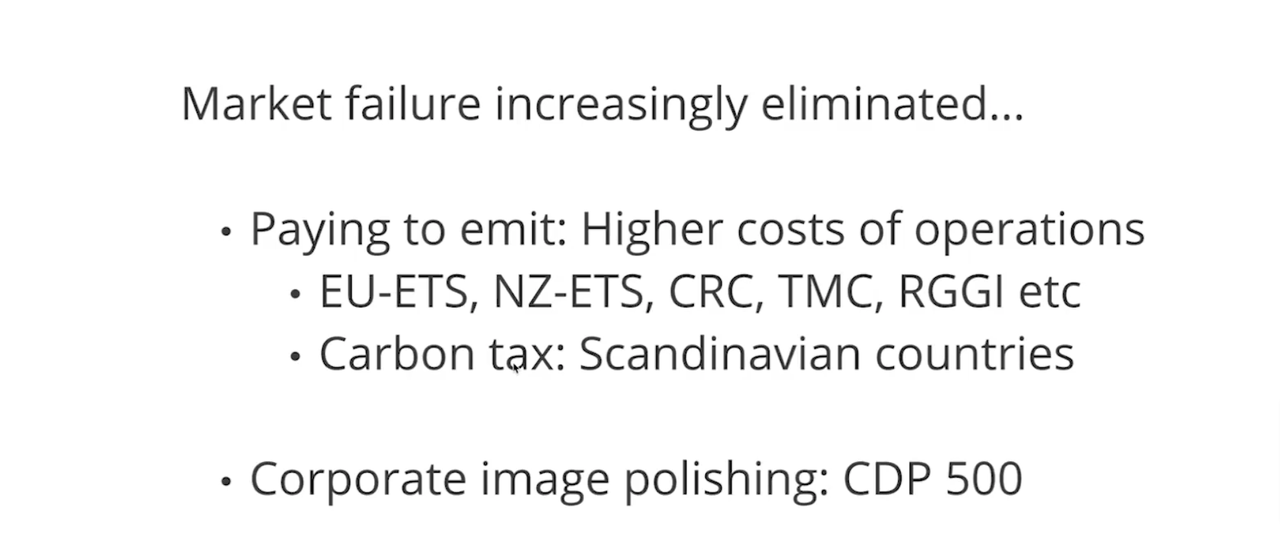 Market failure increasingly eliminated...
• Paying to emit: Higher costs of operations
• EU-ETS, NZ-ETS, CRC, TMC, RGGI etc
• Carbon tax: Scandinavian countries
• Corporate image polishing: CDP 500